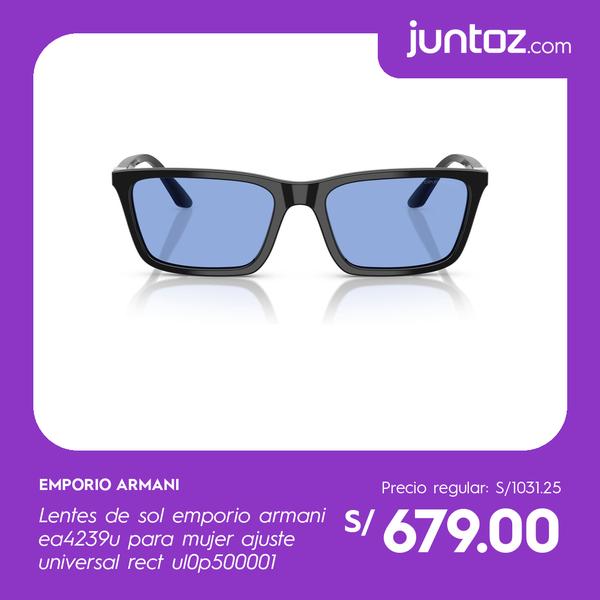 juntoz.com
EMPORIO ARMANI
Lentes de sol emporio armani
ea4239u para mujer ajuste
universal rect ul0p500001
Precio regular: S/1031.25
S/ 679.00